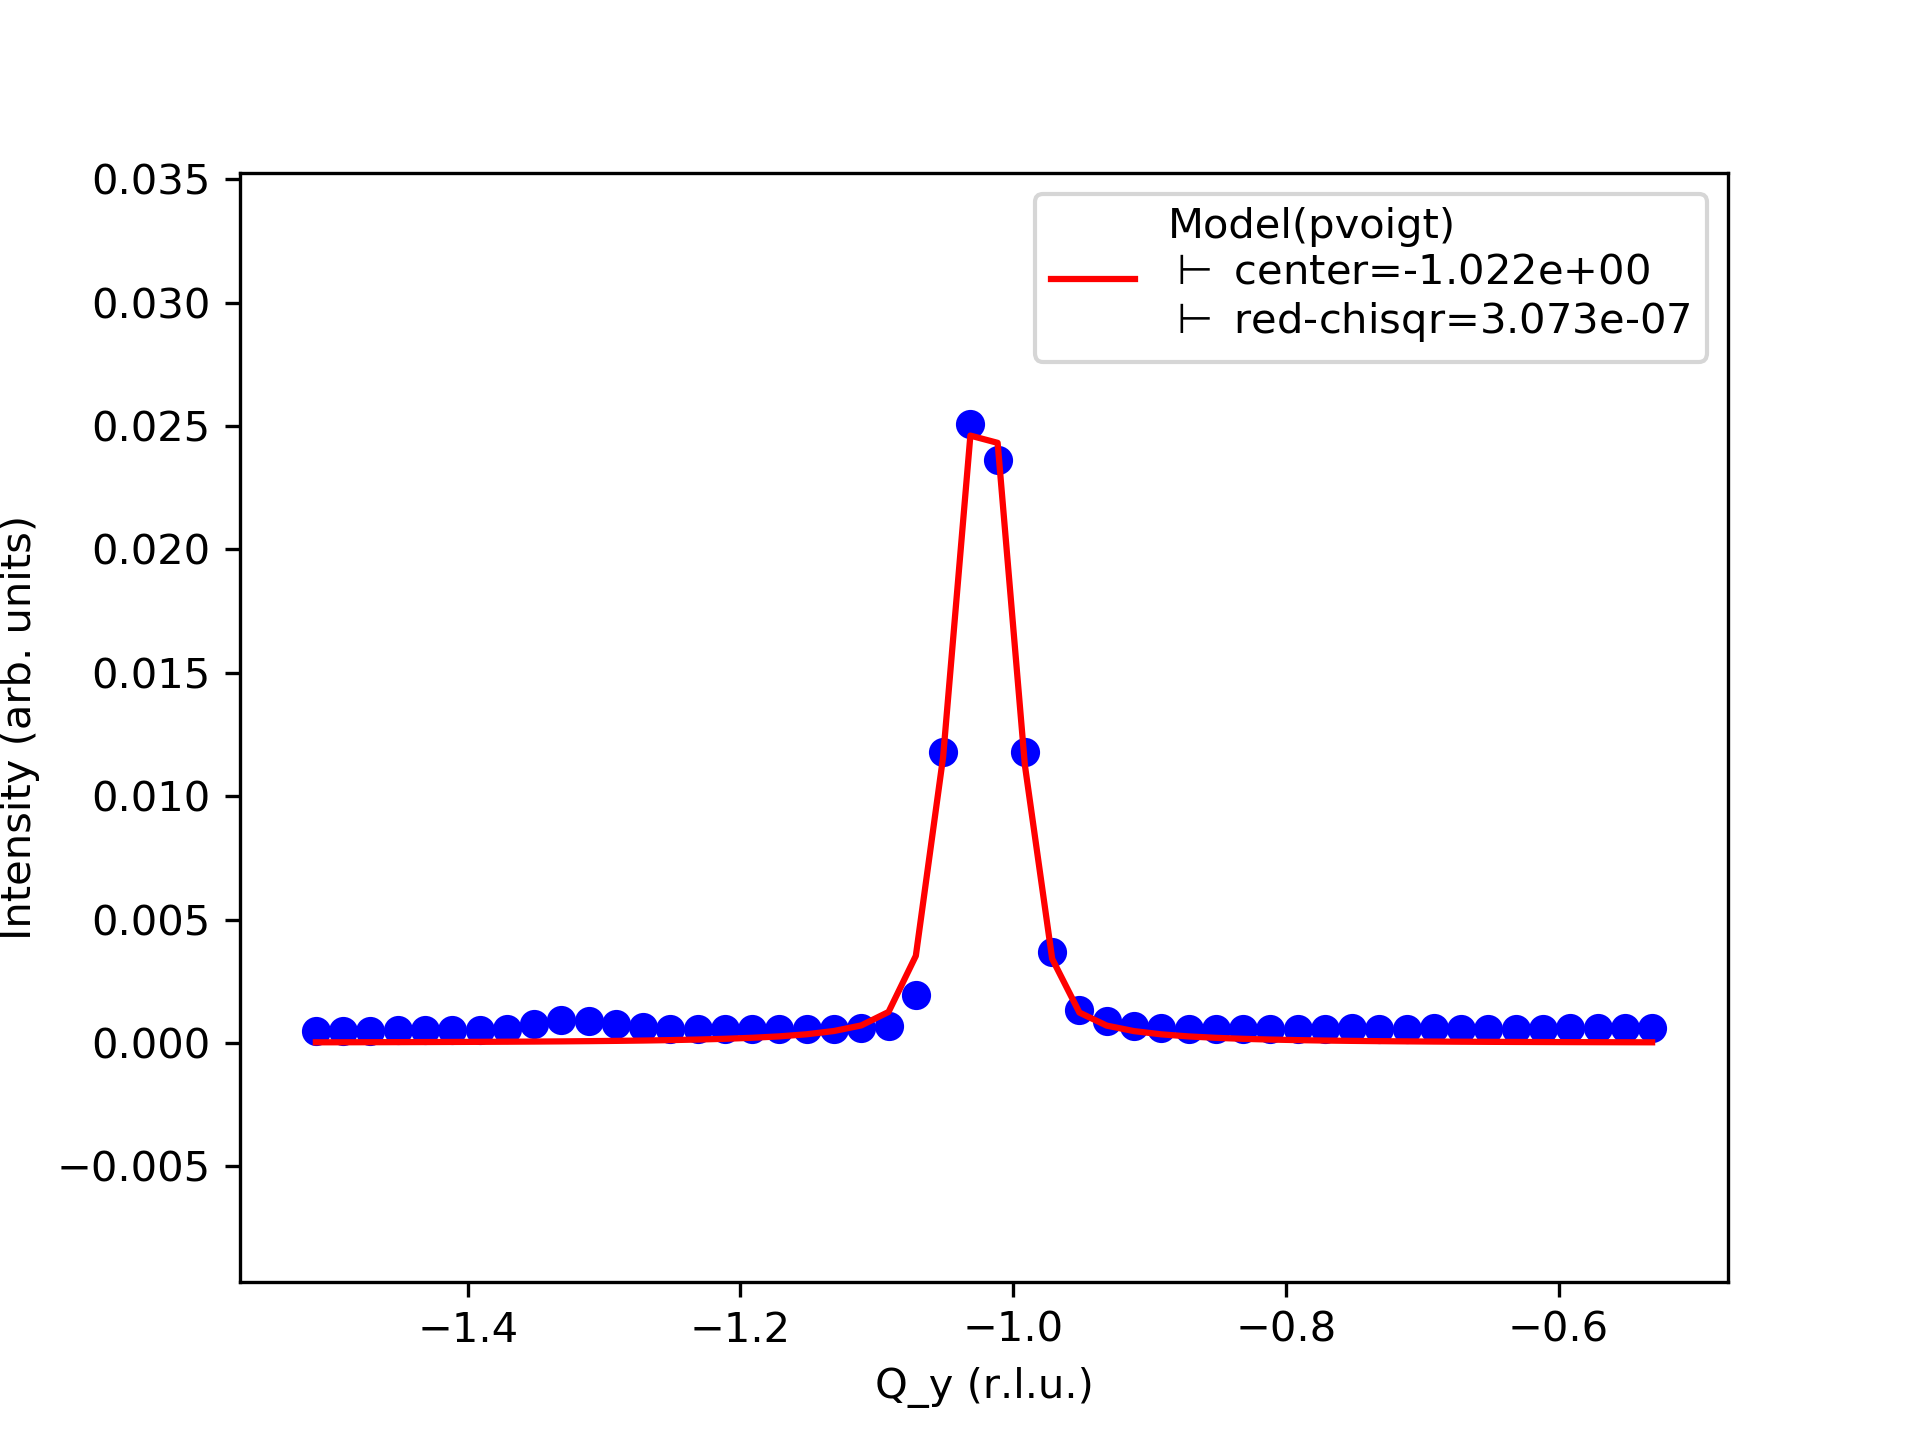 0.035
0.030
0.025
0.020
0.015
0.010
0.005
0.000
−0.005
Intensity (arb. units)
Model(pvoigt)
⊢ center=-1.022e+00
⊢ red-chisqr=3.073e-07
−1.4 −1.2 −1.0 −0.8 −0.6
Q_y (r.l.u.)